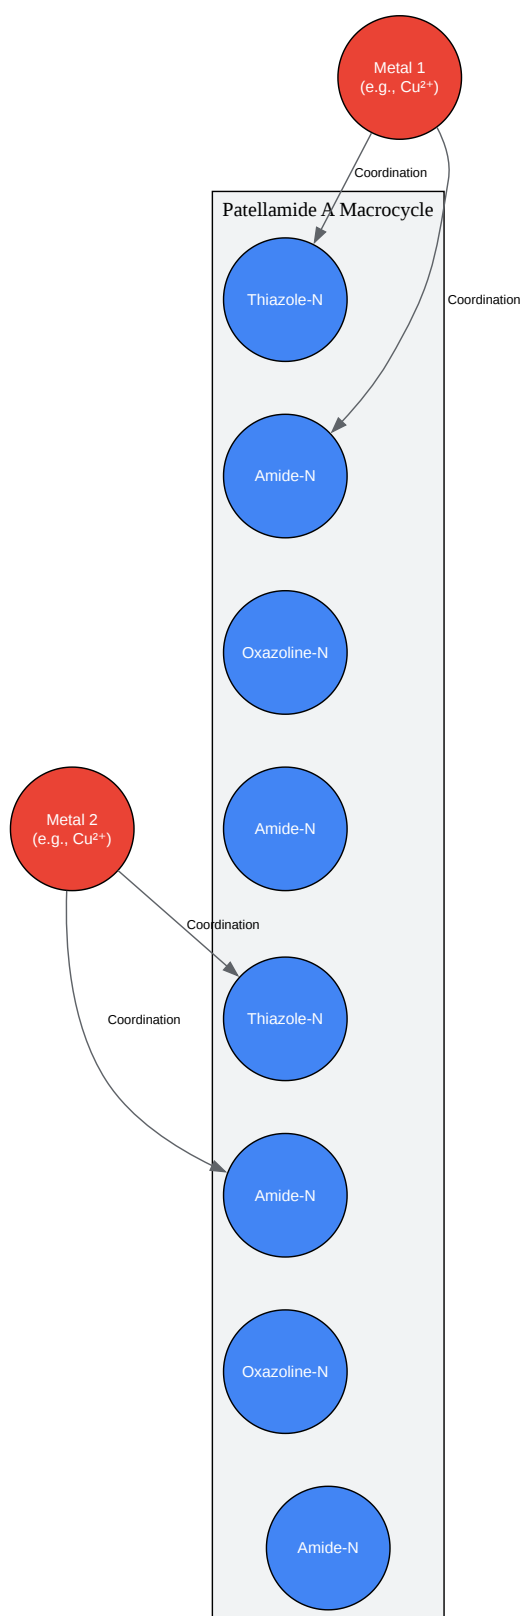 Metal 1
(e.g., Cu²⁺)
Coordination
Patellamide A Macrocycle
Thiazole-N
Coordination
Amide-N
Oxazoline-N
Metal 2
(e.g., Cu²⁺)
Amide-N
Coordination
Thiazole-N
Coordination
Amide-N
Oxazoline-N
Amide-N